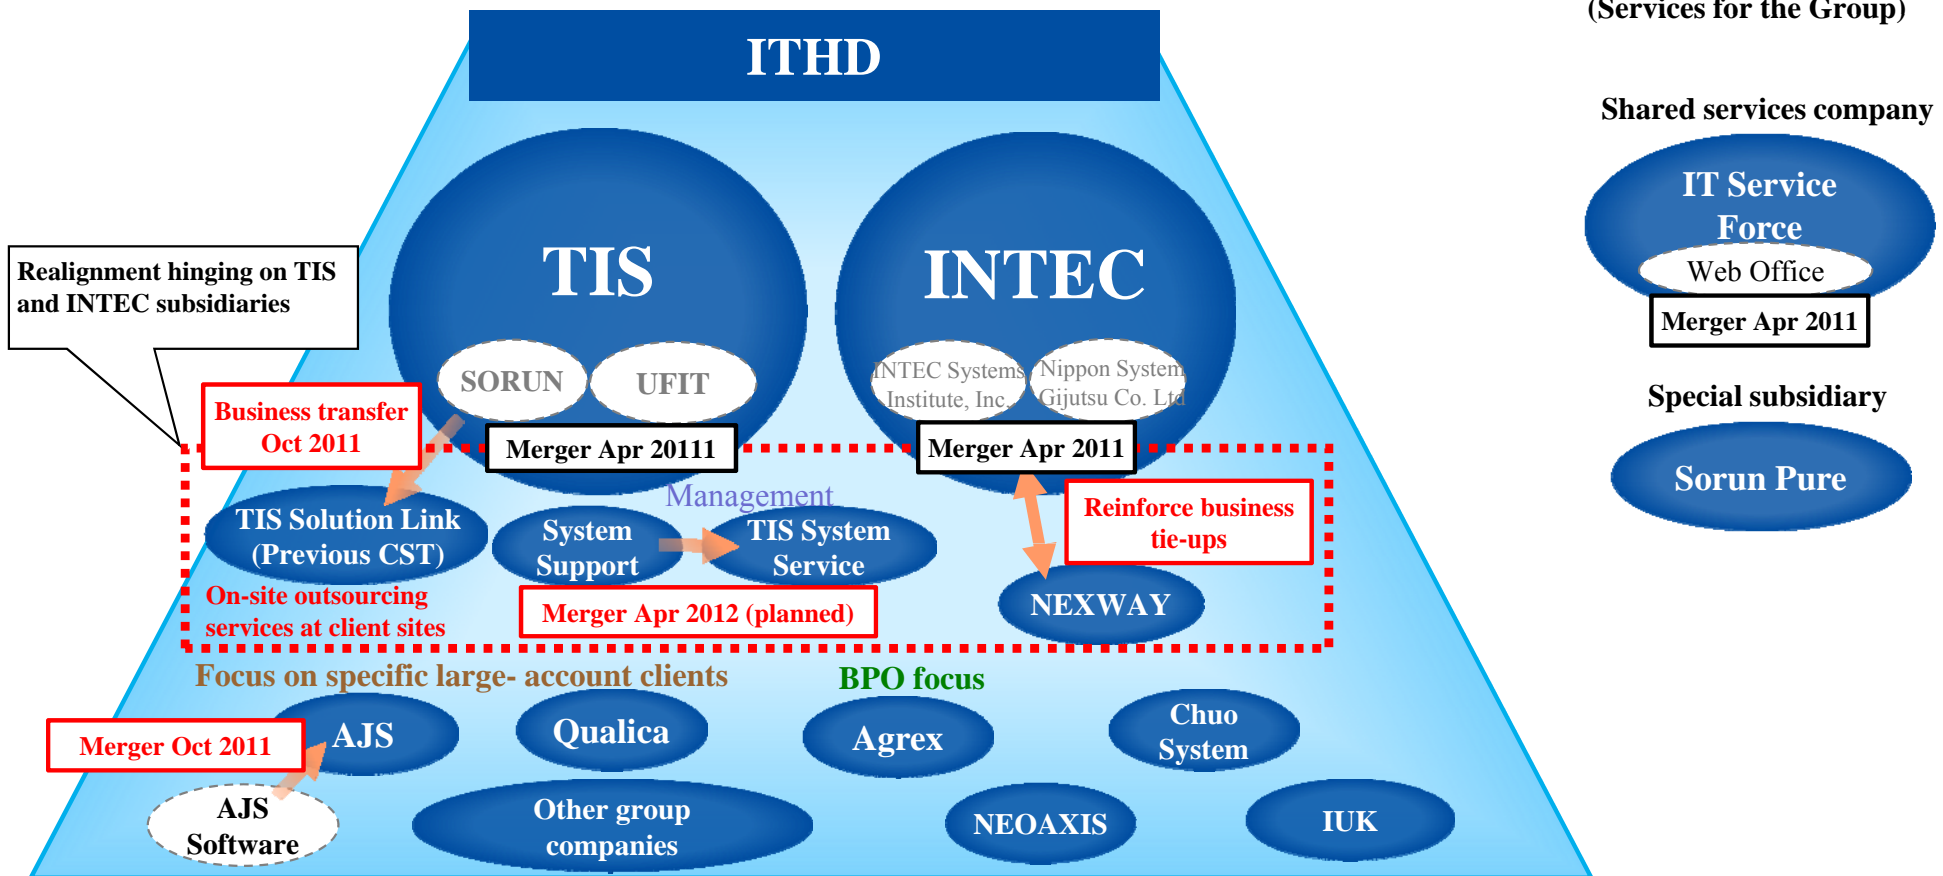 (Services for the Group)
ITHD
Shared services company
IT Service
Force
Web Office
Merger Apr 2011
Special subsidiary
Sorun Pure
TIS
INTEC
Realignment hinging on TIS
and INTEC subsidiaries
SORUN
UFIT
INTEC Systems
Institute, Inc.
Nippon System
Gijutsu Co. Ltd
Business transfer
Oct 2011
Merger Apr 20111
Merger Apr 2011
Management
TIS Solution Link
(Previous CST)
System
Support
TIS System
Service
Reinforce business
tie-ups
On-site outsourcing
services at client sites
Merger Apr 2012 (planned)
NEXWAY
Focus on specific large- account clients
BPO focus
Merger Oct 2011
AJS
Qualica
Agrex
Chuo
System
AJS
Software
Other group
companies
NEOAXIS
IUK